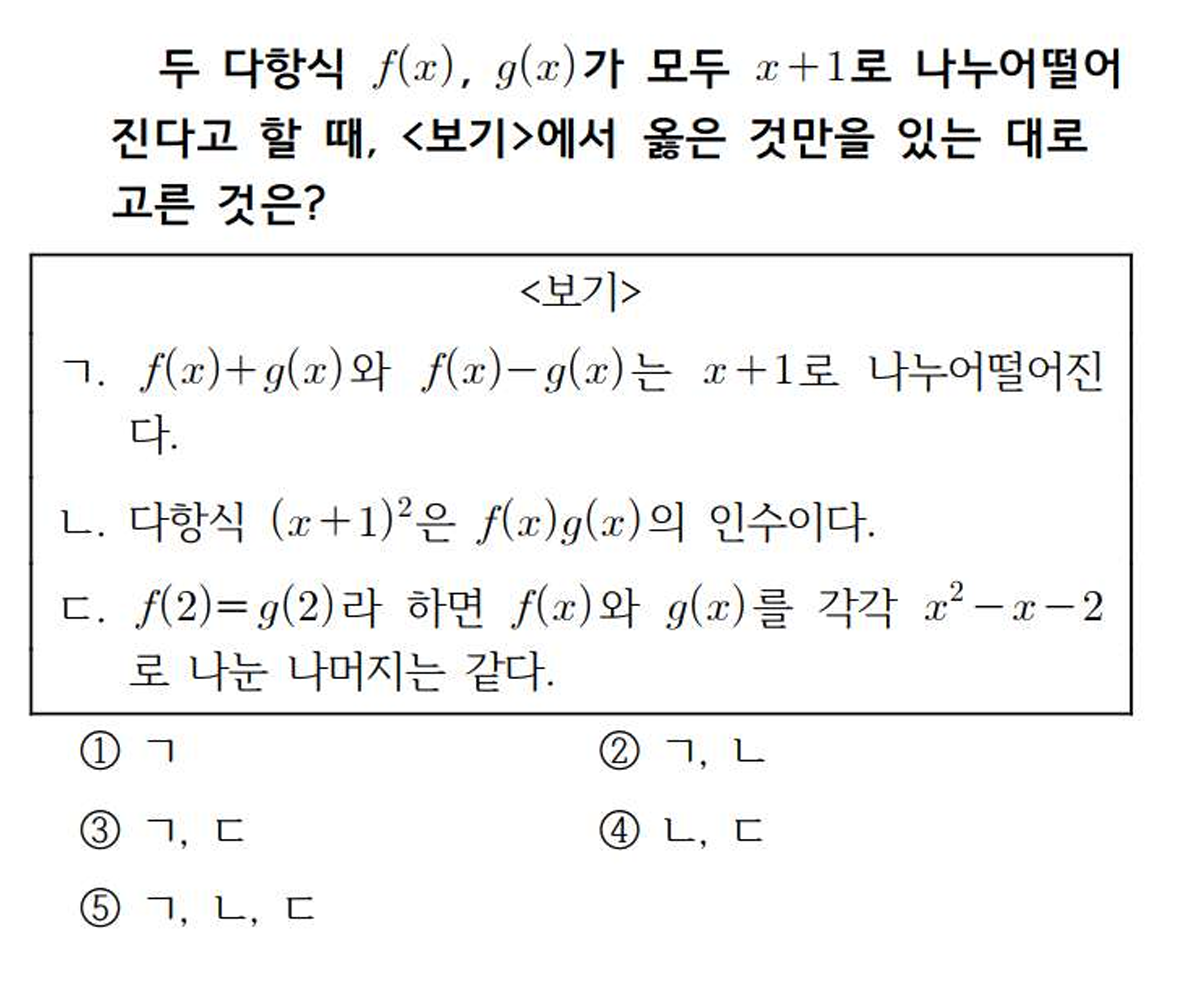 두 다항식 f(x), g(x)가 모두 x+1로 나누어떨어
진다고 할 때, <보기>에서 옳은 것만을 있는 대로
고른 것은?
<보기>
ㄱ. f(x)+g(x)와 f(x)-g(x)는 x+1로 나누어떨어진
다.
ㄴ. 다항식 (x+1)²은 f(x)g(x)의 인수이다.
ㄷ. f(2)=g(2)라 하면 f(x)와 g(x)를 각각 x²-x-2
로 나눈 나머지는 같다.
① ㄱ ② ㄱ, ㄴ
③ ㄱ, ㄷ ④ ㄴ, ㄷ
⑤ ㄱ, ㄴ, ㄷ